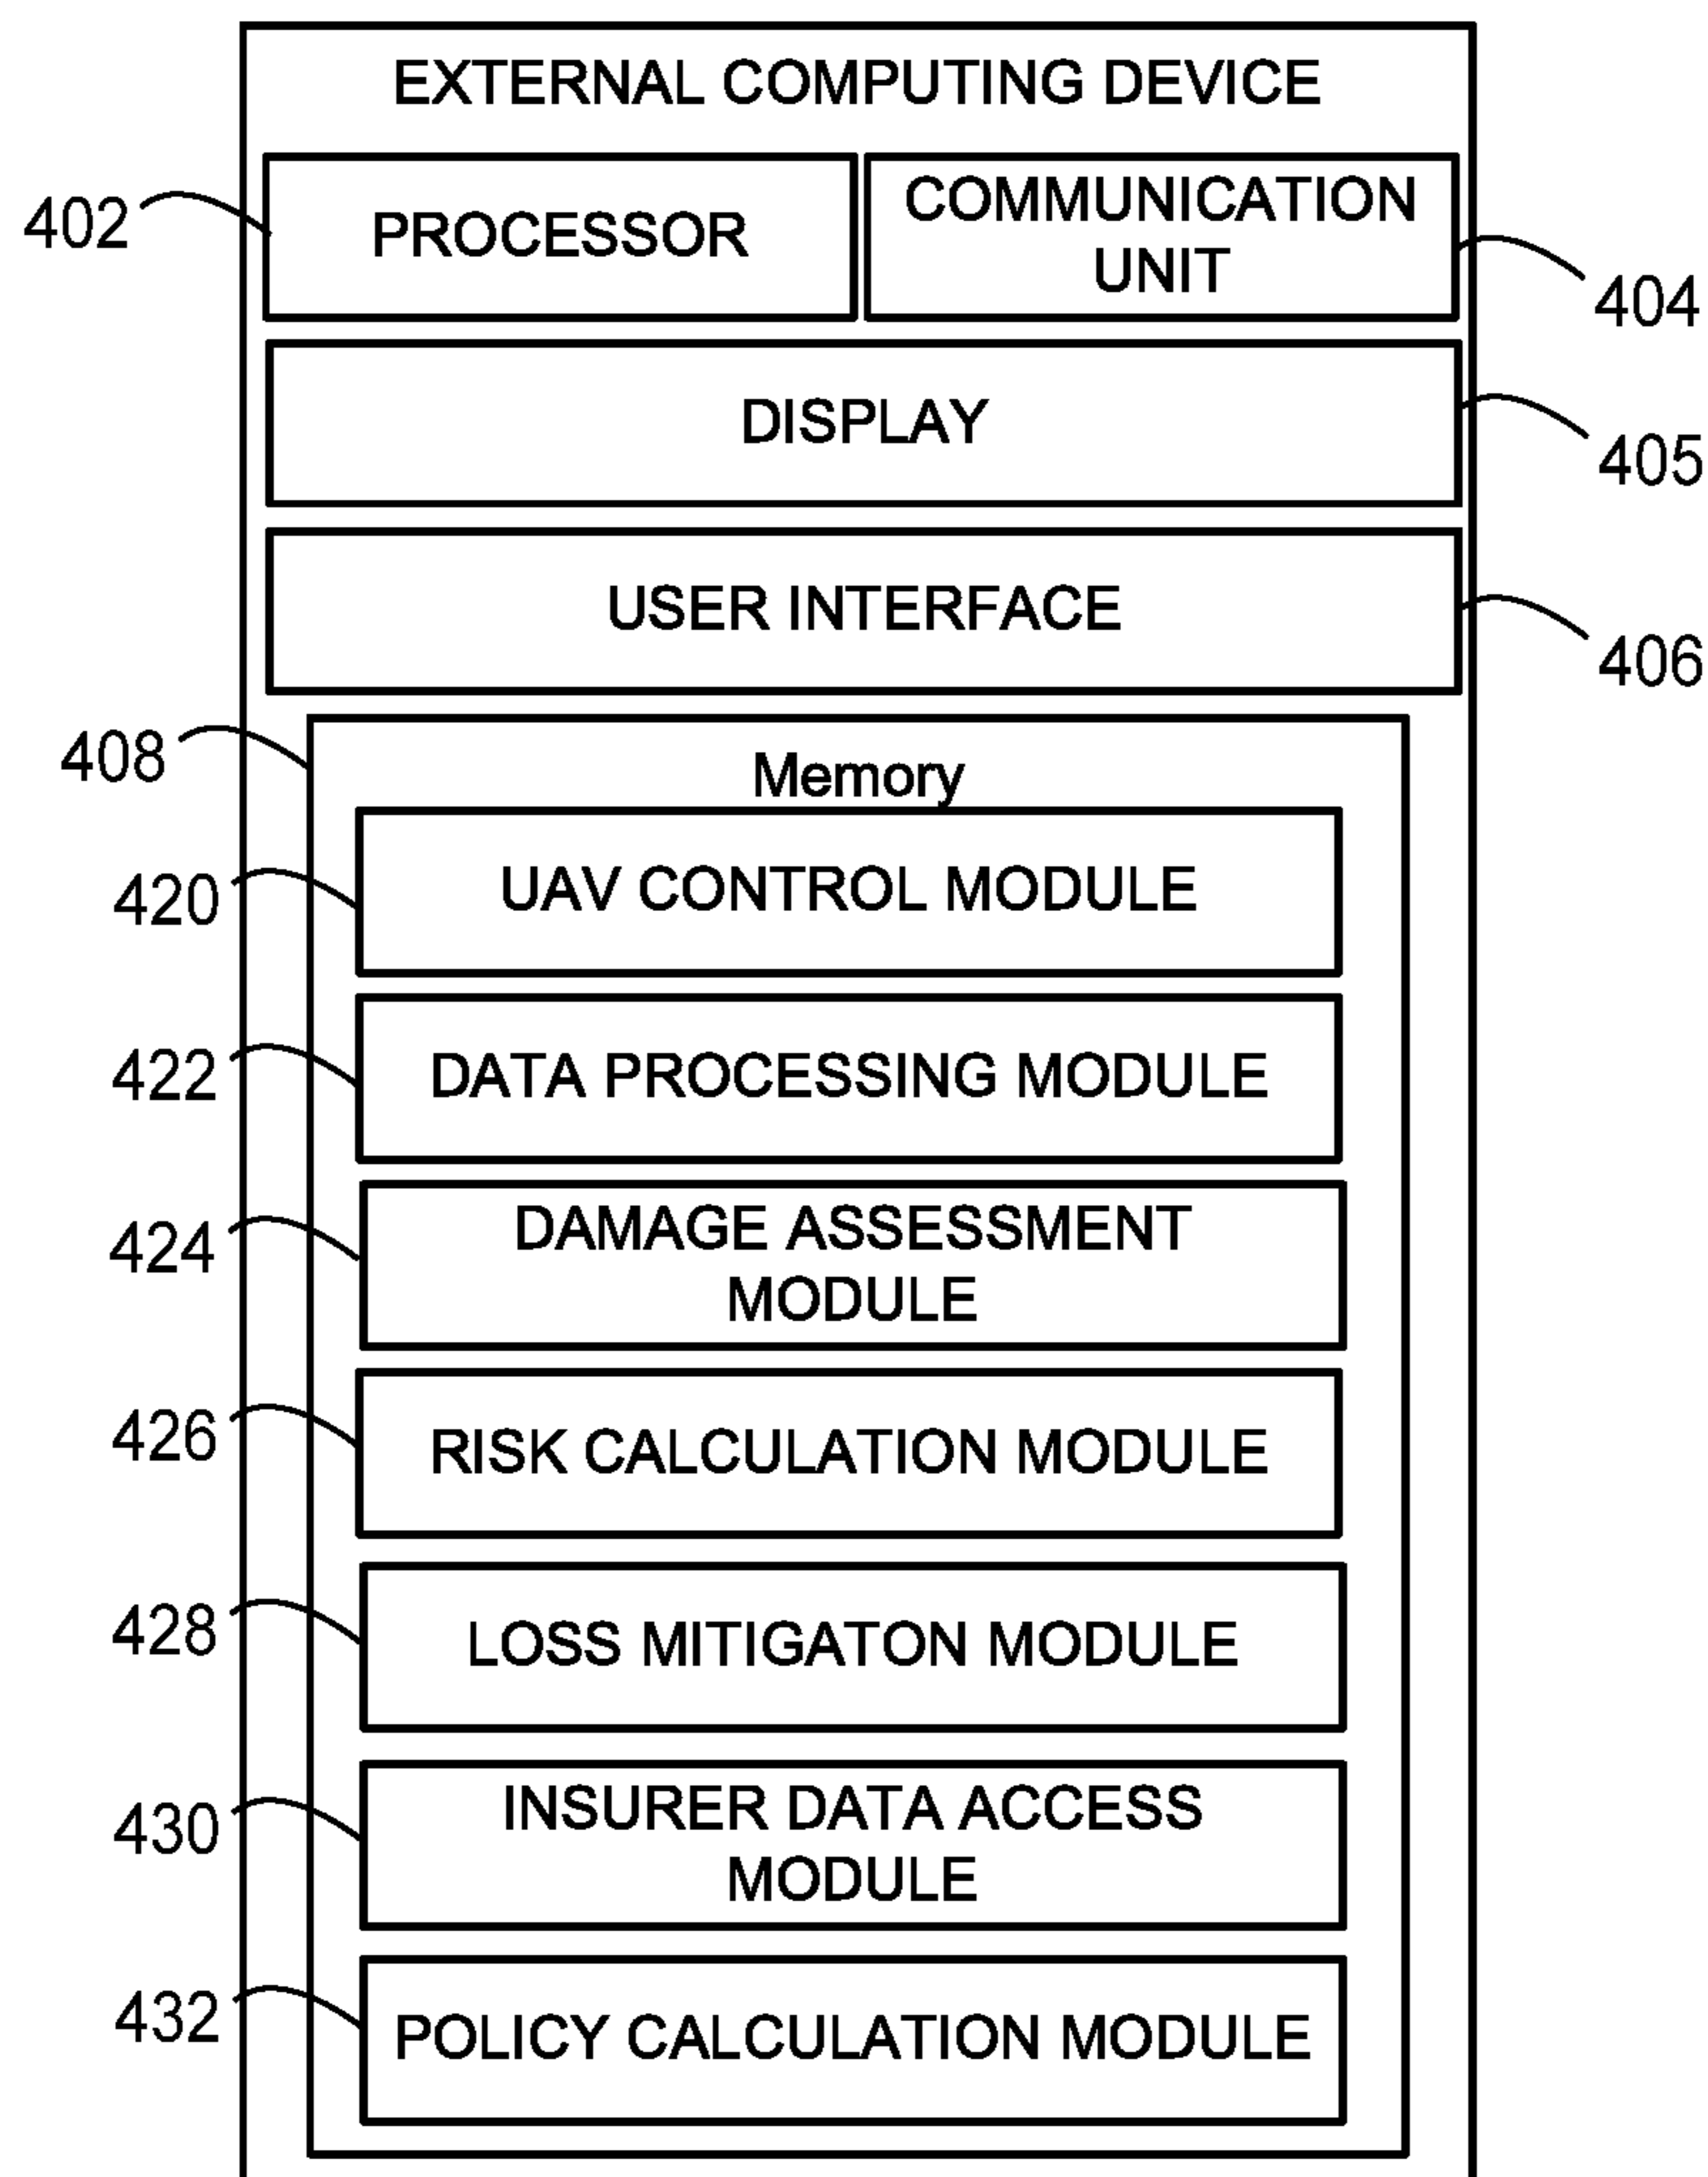 EXTERNAL COMPUTING DEVICE
402
PROCESSOR
COMMUNICATION
UNIT
404
DISPLAY
405
USER INTERFACE
406
408
Memory
420
UAV CONTROL MODULE
422
DATA PROCESSING MODULE
424
DAMAGE ASSESSMENT
MODULE
426
RISK CALCULATION MODULE
428
LOSS MITIGATON MODULE
430
INSURER DATA ACCESS
MODULE
432
POLICY CALCULATION MODULE